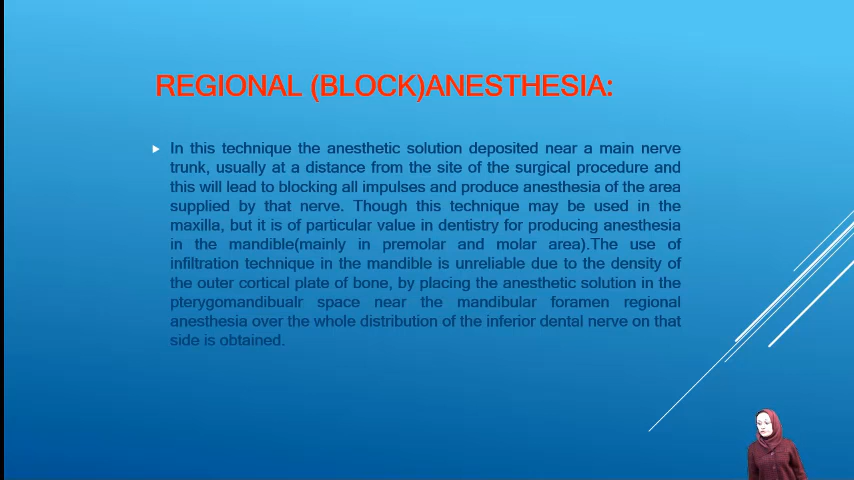 REGIONAL (BLOCK)ANESTHESIA:
In this technique the anesthetic solution deposited near a main nerve
trunk, usually at a distance from the site of the surgical procedure and
this will lead to blocking all impulses and produce anesthesia of the area
supplied by that nerve. Though this technique may be used in the
maxilla, but it is of particular value in dentistry for producing anesthesia
in the mandible(mainly in premolar and molar area).The use of
infiltration technique in the mandible is unreliable due to the density of
the outer cortical plate of bone, by placing the anesthetic solution in the
pterygomandibualr space near the mandibular foramen regional
anesthesia over the whole distribution of the inferior dental nerve on that
side is obtained.